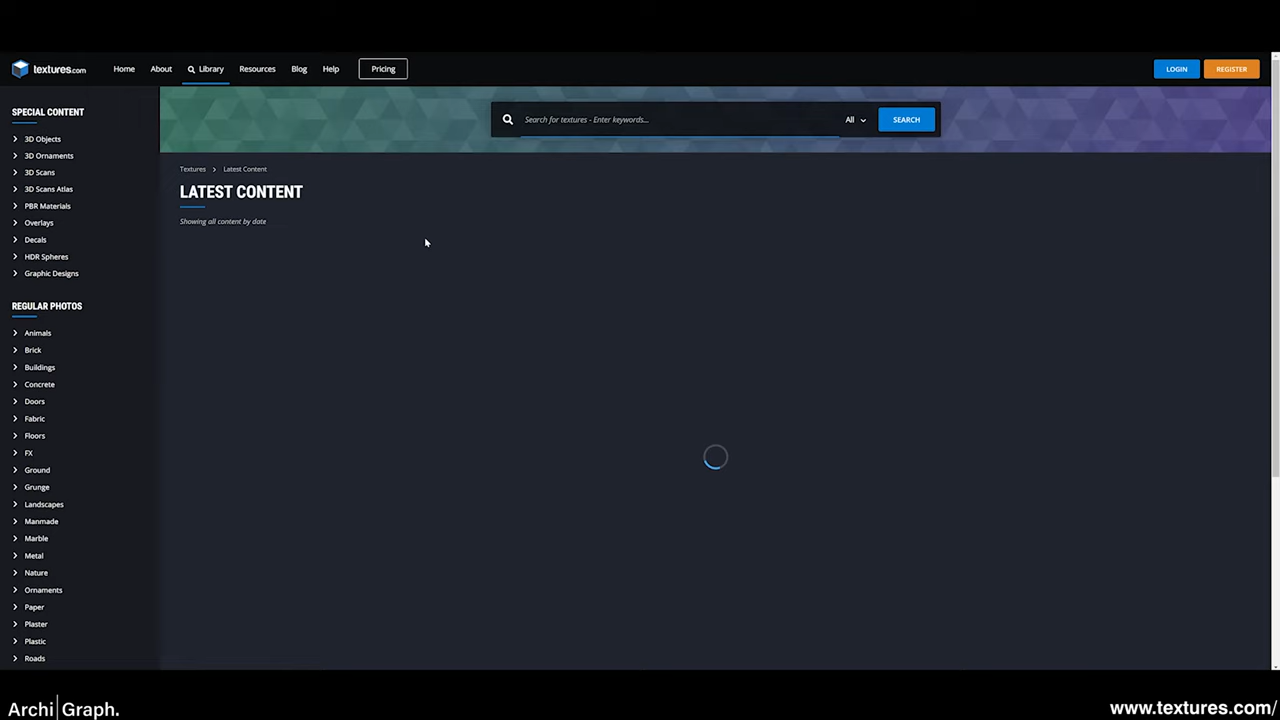 textures.com
Home
About
Library
Resources
Blog
Help
Pricing
LOGIN
REGISTER
Search for textures - Enter keywords...
All
SEARCH
SPECIAL CONTENT
3D Objects
3D Ornaments
3D Scans
3D Scans Atlas
PBR Materials
Overlays
Decals
HDR Spheres
Graphic Designs
REGULAR PHOTOS
Animals
Brick
Buildings
Concrete
Doors
Fabric
Floors
FX
Ground
Grunge
Landscapes
Manmade
Marble
Metal
Nature
Ornaments
Paper
Plaster
Plastic
Roads
Textures > Latest Content
LATEST CONTENT
Showing all content by date
Archi|Graph.
www.textures.com/